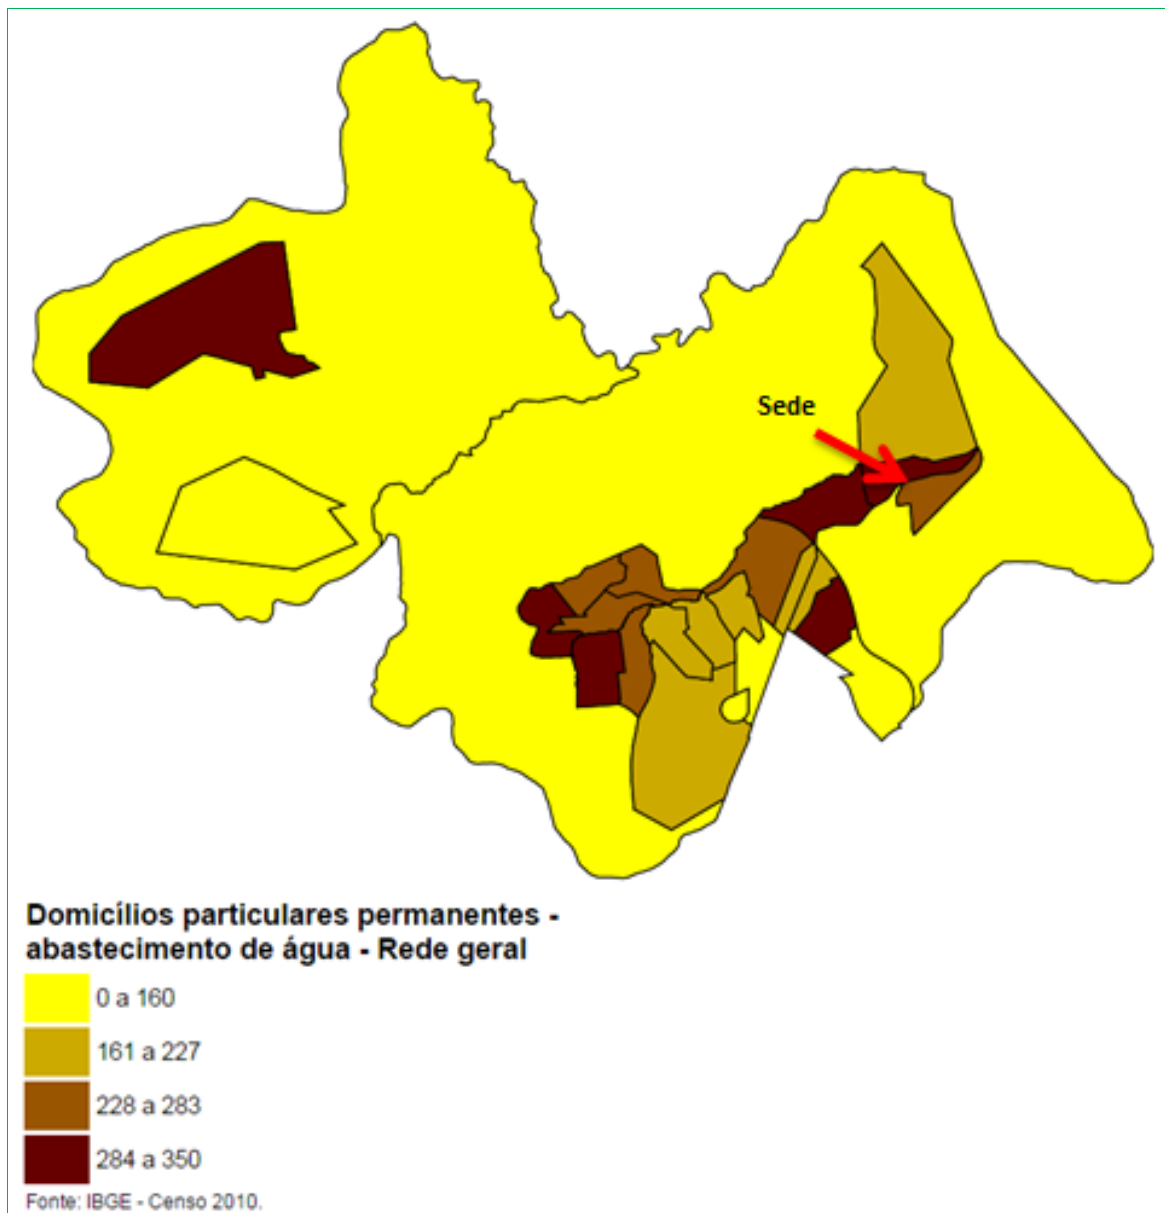 Sede
Domicílios particulares permanentes -
abastecimento de água - Rede geral
0 a 160
161 a 227
228 a 283
284 a 350
Fonte: IBGE - Censo 2010.